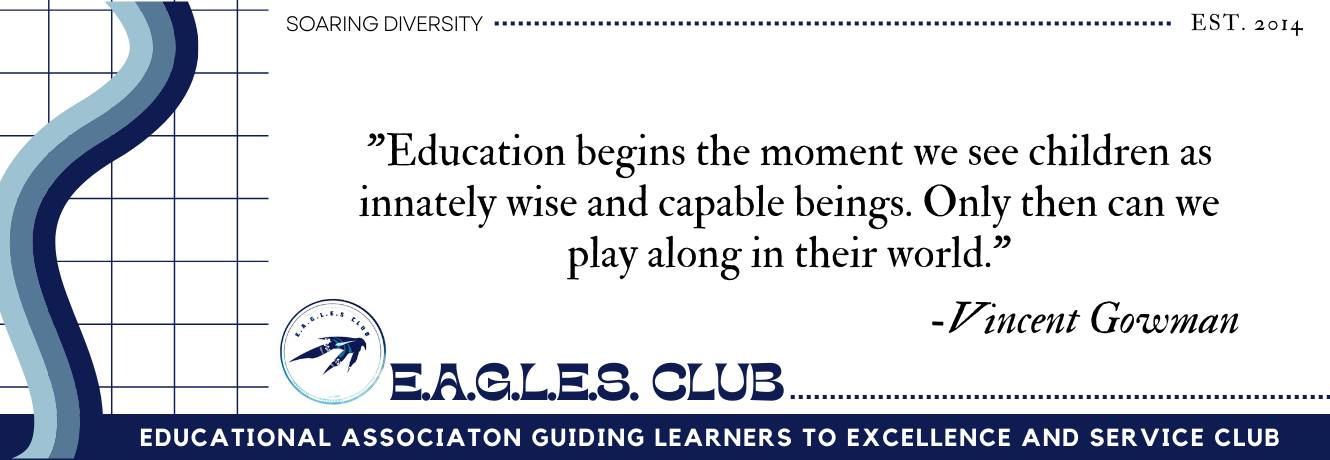 SOARING DIVERSITY
EST. 2014
”Education begins the moment we see children as
innately wise and capable beings. Only then can we
play along in their world.”
-Vincent Gowman
E.A.G.L.E.S CLUB
E.A.G.L.E.S. CLUB
EDUCATIONAL ASSOCIATON GUIDING LEARNERS TO EXCELLENCE AND SERVICE CLUB